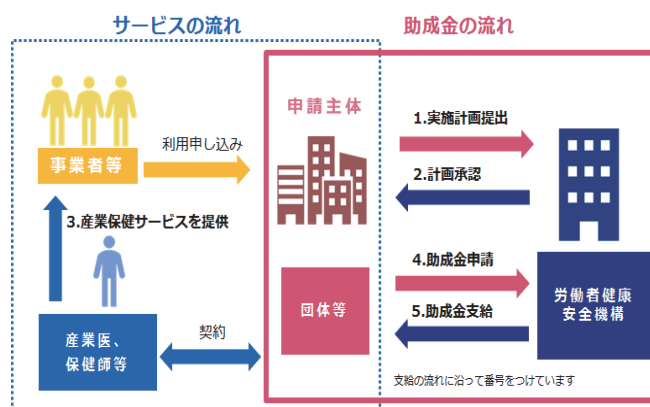 サービスの流れ
助成金の流れ
申請主体
1.実施計画提出
利用申し込み
事業者等
2.計画承認
3.産業保健サービスを提供
4.助成金申請
団体等
労働者健康
安全機構
5.助成金支給
産業医、
保健師等
契約
支給の流れに沿って番号をつけています